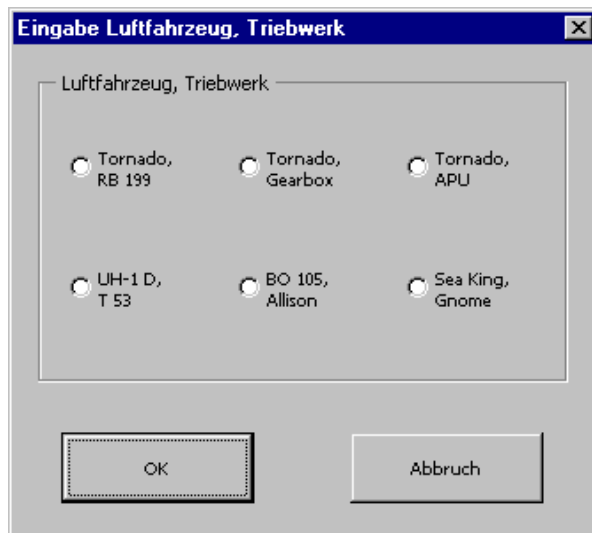 Eingabe Luftfahrzeug, Triebwerk
Luftfahrzeug, Triebwerk
Tornado,
RB 199
Tornado,
Gearbox
Tornado,
APU
UH-1 D,
T 53
BO 105,
Allison
Sea King,
Gnome
OK
Abbruch